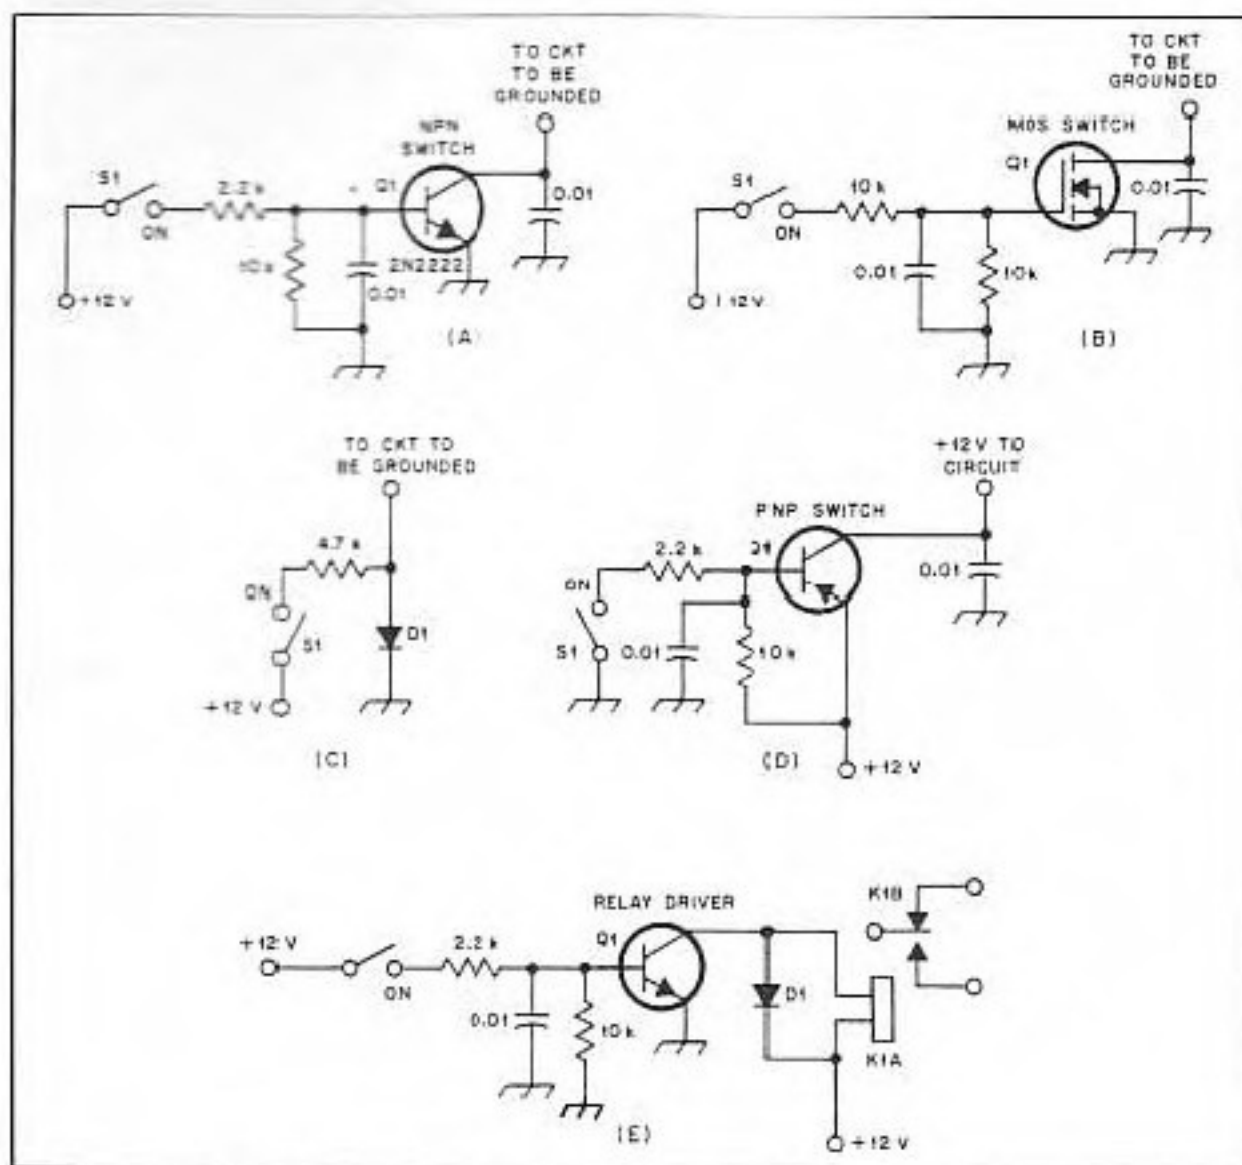 TO CKT
TO BE
GROUNDED
NPN
SWITCH
S1
2.2 k
Q1
0.01
ON
10 k
2N2222
0.01
+12 V
(A)
TO CKT
TO BE
GROUNDED
MOS SWITCH
Q1
S1
10 k
0.01
ON
0.01
10 k
12 V
(B)
TO CKT TO
BE GROUNDED
4.7 k
ON
S1
D1
+12 V
(C)
+12 V TO
CIRCUIT
PNP SWITCH
2.2 k
Q1
ON
0.01
S1
0.01
10 k
(D)
+12 V
RELAY DRIVER
K1B
+12 V
2.2 k
Q1
ON
0.01
10 k
D1
K1A
(E)
+12 V